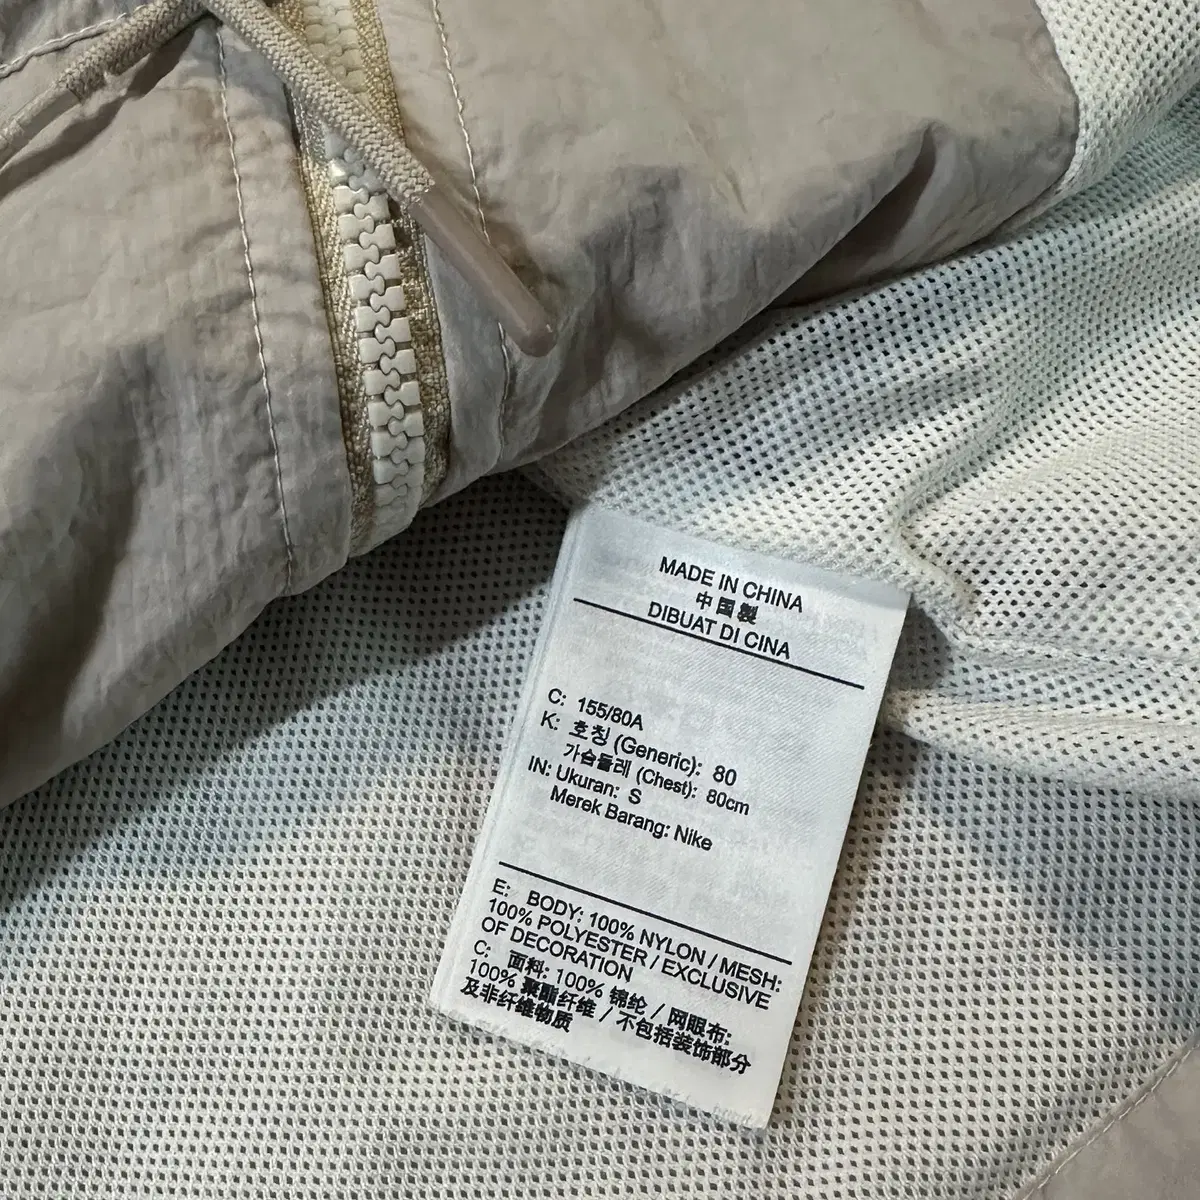 MADE IN CHINA
中国製
DIBUAT DI CINA
C: 155/80A
K: 호칭 (Generic): 80
가슴둘레 (Chest): 80cm
IN: Ukuran: S
Merek Barang: Nike
E: BODY: 100% NYLON / MESH:
100% POLYESTER / EXCLUSIVE
OF DECORATION
C: 面料: 100% 锦纶 / 网眼布:
100% 聚酯纤维 / 不包括装饰部分
及非纤维物质